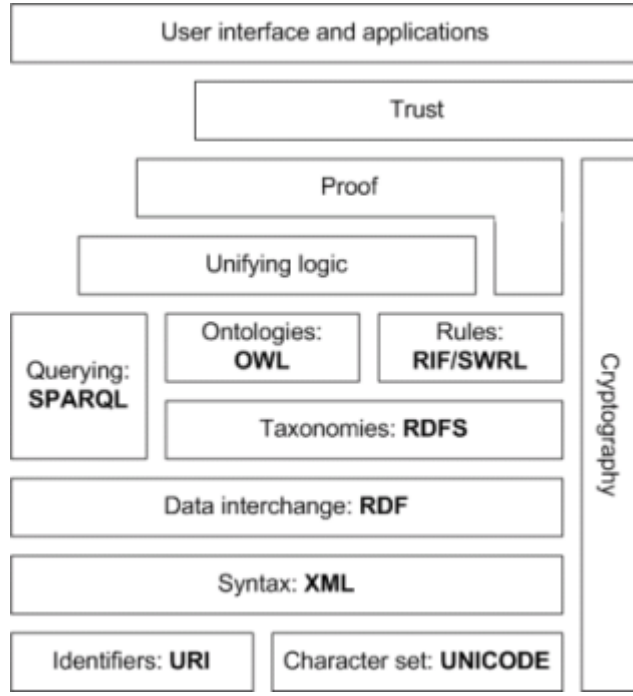 User interface and applications
Trust
Proof
Unifying logic
Querying:
SPARQL
Ontologies:
OWL
Rules:
RIF/SWRL
Taxonomies: RDFS
Cryptography
Data interchange: RDF
Syntax: XML
Identifiers: URI
Character set: UNICODE